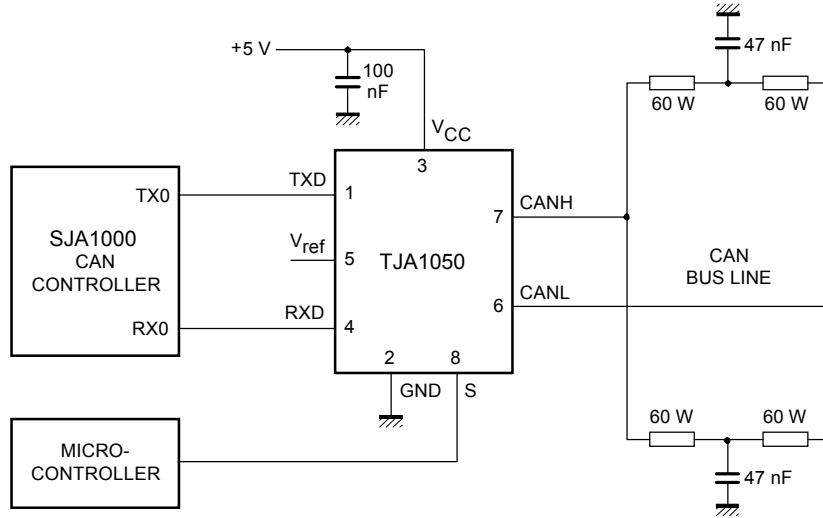 +5 V
100
nF
47 nF
60 W
60 W
VCC
3
SJA1000
CAN
CONTROLLER
TX0
RX0
TXD
1
Vref
5
RXD
4
TJA1050
7
CANH
6
CANL
CAN
BUS LINE
2
8
GND
S
MICRO-
CONTROLLER
60 W
60 W
47 nF